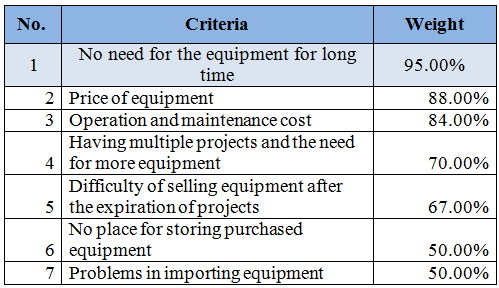 No. Criteria Weight
1 No need for the equipment for long
time 95.00%
2 Price of equipment 88.00%
3 Operation and maintenance cost 84.00%
Having multiple projects and the need
4 for more equipment 70.00%
Difficulty of selling equipment after
5 the expiration of projects 67.00%
No place for storing purchased
6 equipment 50.00%
7 Problems in importing equipment 50.00%